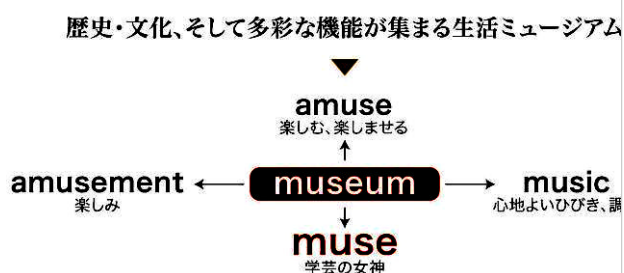 歴史・文化、そして多彩な機能が集まる生活ミュージアム
amuse
楽しむ、楽しませる
amusement
楽しみ
museum
music
心地よいひびき、調
muse
学芸の女神